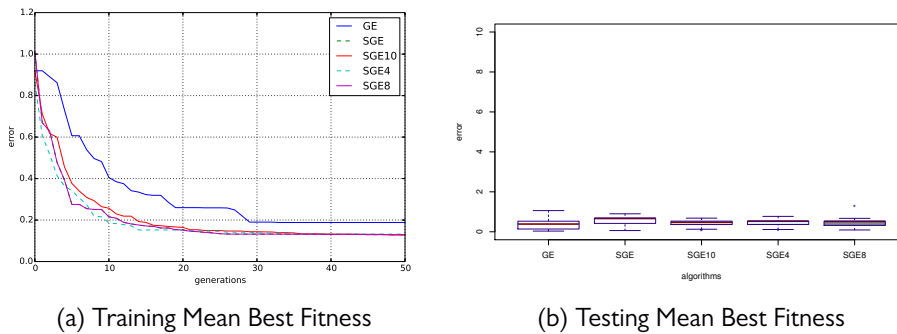 1.2
1.0
0.8
0.6
0.4
0.2
0.0
error
0 10 20 30 40 50
generations
GE
SGE
SGE10
SGE4
SGE8
(a) Training Mean Best Fitness
10
8
6
4
2
0
error
GE SGE SGE10 SGE4 SGE8
algorithms
(b) Testing Mean Best Fitness